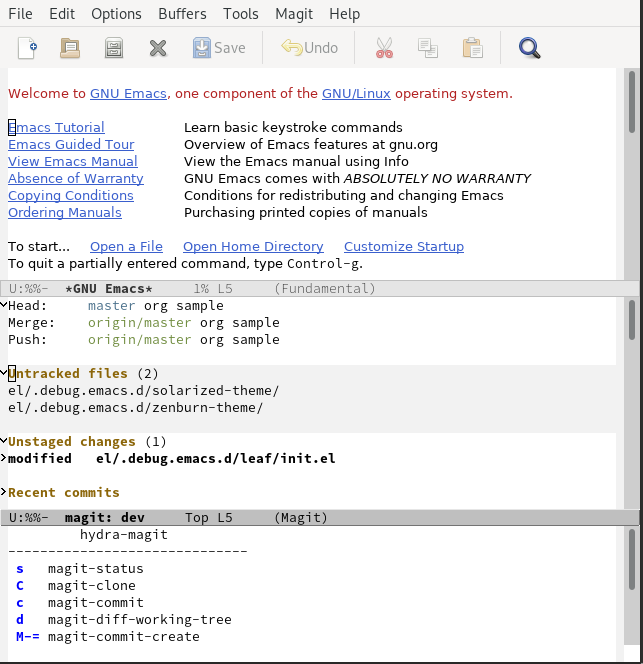 File Edit Options Buffers Tools Magit Help
Save Undo
Welcome to GNU Emacs, one component of the GNU/Linux operating system.
Emacs Tutorial Learn basic keystroke commands
Emacs Guided Tour Overview of Emacs features at gnu.org
View Emacs Manual View the Emacs manual using Info
Absence of Warranty GNU Emacs comes with ABSOLUTELY NO WARRANTY
Copying Conditions Conditions for redistributing and changing Emacs
Ordering Manuals Purchasing printed copies of manuals
To start... Open a File Open Home Directory Customize Startup
To quit a partially entered command, type Control-g.
U:%%- *GNU Emacs* 1% L5 (Fundamental)
Head: master org sample
Merge: origin/master org sample
Push: origin/master org sample
Untracked files (2)
el/.debug.emacs.d/solarized-theme/
el/.debug.emacs.d/zenburn-theme/
Unstaged changes (1)
modified el/.debug.emacs.d/leaf/init.el
Recent commits
U:%%- magit: dev Top L5 (Magit)
hydra-magit
------------------------------
s magit-status
C magit-clone
c magit-commit
d magit-diff-working-tree
M-= magit-commit-create